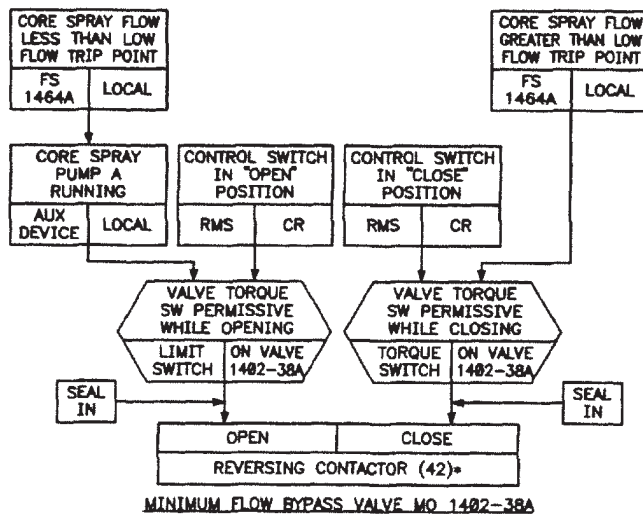 CORE SPRAY FLOW
LESS THAN LOW
FLOW TRIP POINT
FS
1464A
LOCAL
CORE SPRAY FLOW
GREATER THAN LOW
FLOW TRIP POINT
FS
1464A
LOCAL
CORE SPRAY
PUMP A
RUNNING
AUX
DEVICE
LOCAL
CONTROL SWITCH
IN "OPEN"
POSITION
RMS
CR
CONTROL SWITCH
IN "CLOSE"
POSITION
RMS
CR
VALVE TORQUE
SW PERMISSIVE
WHILE OPENING
LIMIT
SWITCH
ON VALVE
1402-38A
VALVE TORQUE
SW PERMISSIVE
WHILE CLOSING
TORQUE
SWITCH
ON VALVE
1402-38A
SEAL
IN
SEAL
IN
OPEN
CLOSE
REVERSING CONTACTOR (42)*
MINIMUM FLOW BYPASS VALVE MO 1402-38A